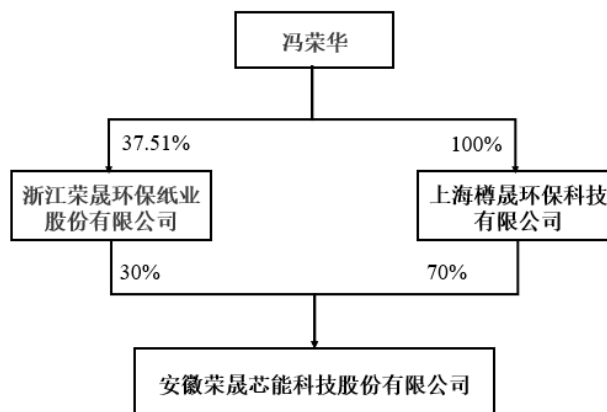 冯荣华
37.51%
100%
浙江荣晟环保纸业
股份有限公司
上海樽晟环保科技
有限公司
30%
70%
安徽荣晟芯能科技股份有限公司